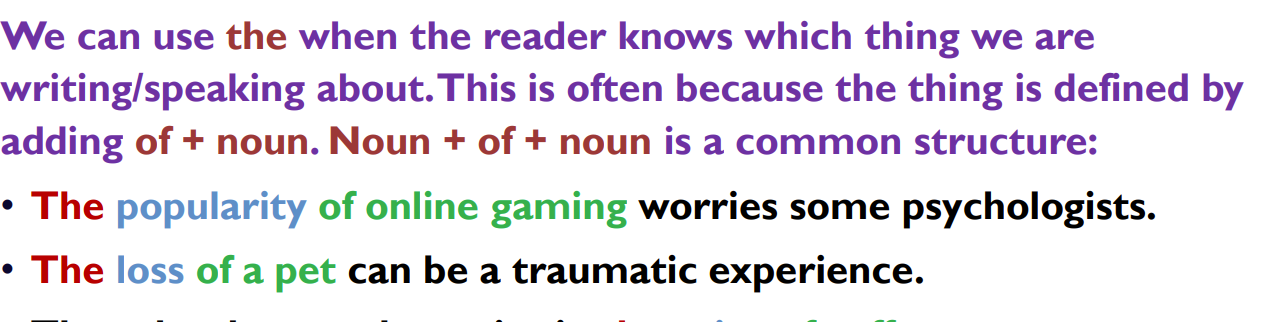 We can use the when the reader knows which thing we are
writing/speaking about. This is often because the thing is defined by
adding of + noun. Noun + of + noun is a common structure:
• The popularity of online gaming worries some psychologists.
• The loss of a pet can be a traumatic experience.